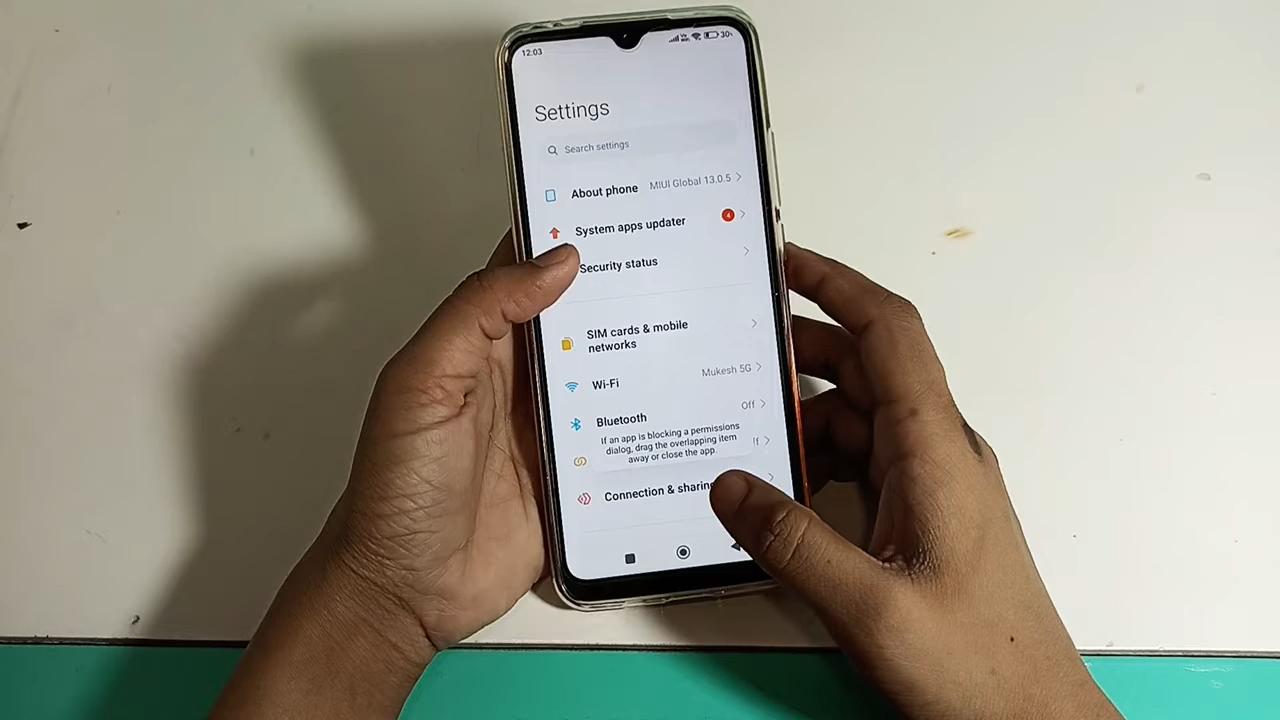 12:03
30%
Settings
Search settings
About phone
MIUI Global 13.0.5
System apps updater
4
Security status
SIM cards & mobile
networks
Wi-Fi
Mukesh 5G
Bluetooth
Off
If an app is blocking a permissions
dialog, drag the overlapping item
away or close the app.
Connection & sharing